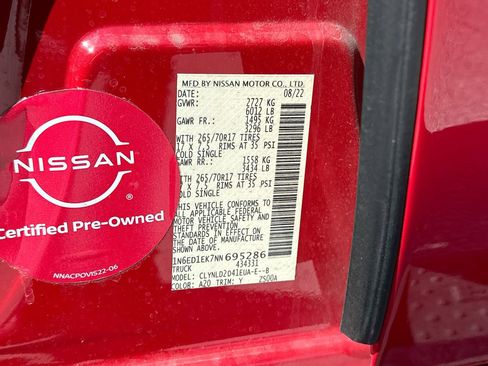 MFD BY NISSAN MOTOR CO., LTD.
DATE: 08/22
GVWR: 2727 KG
6012 LB
GAWR FR.: 1495 KG
3296 LB
WITH 265/70R17 TIRES
17 X 7.5 RIMS AT 35 PSI
COLD SINGLE
GAWR RR.: 1558 KG
3434 LB
WITH 265/70R17 TIRES
X 7.5 RIMS AT 35 PSI
COLD SINGLE
THIS VEHICLE CONFORMS TO
ALL APPLICABLE FEDERAL
MOTOR VEHICLE SAFETY AND
THEFT PREVENTION
STANDARDS IN EFFECT ON
THE DATE OF MANUFACTURE
SHOWN ABOVE.
1N6ED1EK7NN695286
TRUCK 434331
MODEL: CLYNLD2D41EUA-E--B
COLOR: A20 TRIM: Y ZS00A
NISSAN
®
Certified Pre-Owned
NNACPOVIS22-06